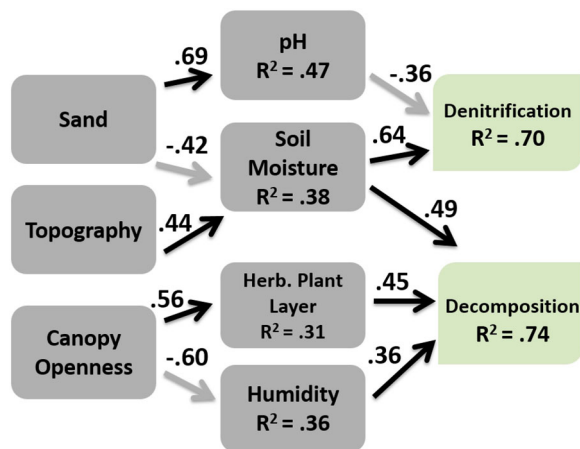 .69
pH
R² = .47
-.36
Sand
Denitrification
R² = .70
-.42
Soil
Moisture
R² = .38
.64
Topography
.44
.49
.56
Herb. Plant
Layer
R² = .31
.45
Canopy
Openness
Decomposition
R² = .74
-.60
.36
Humidity
R² = .36